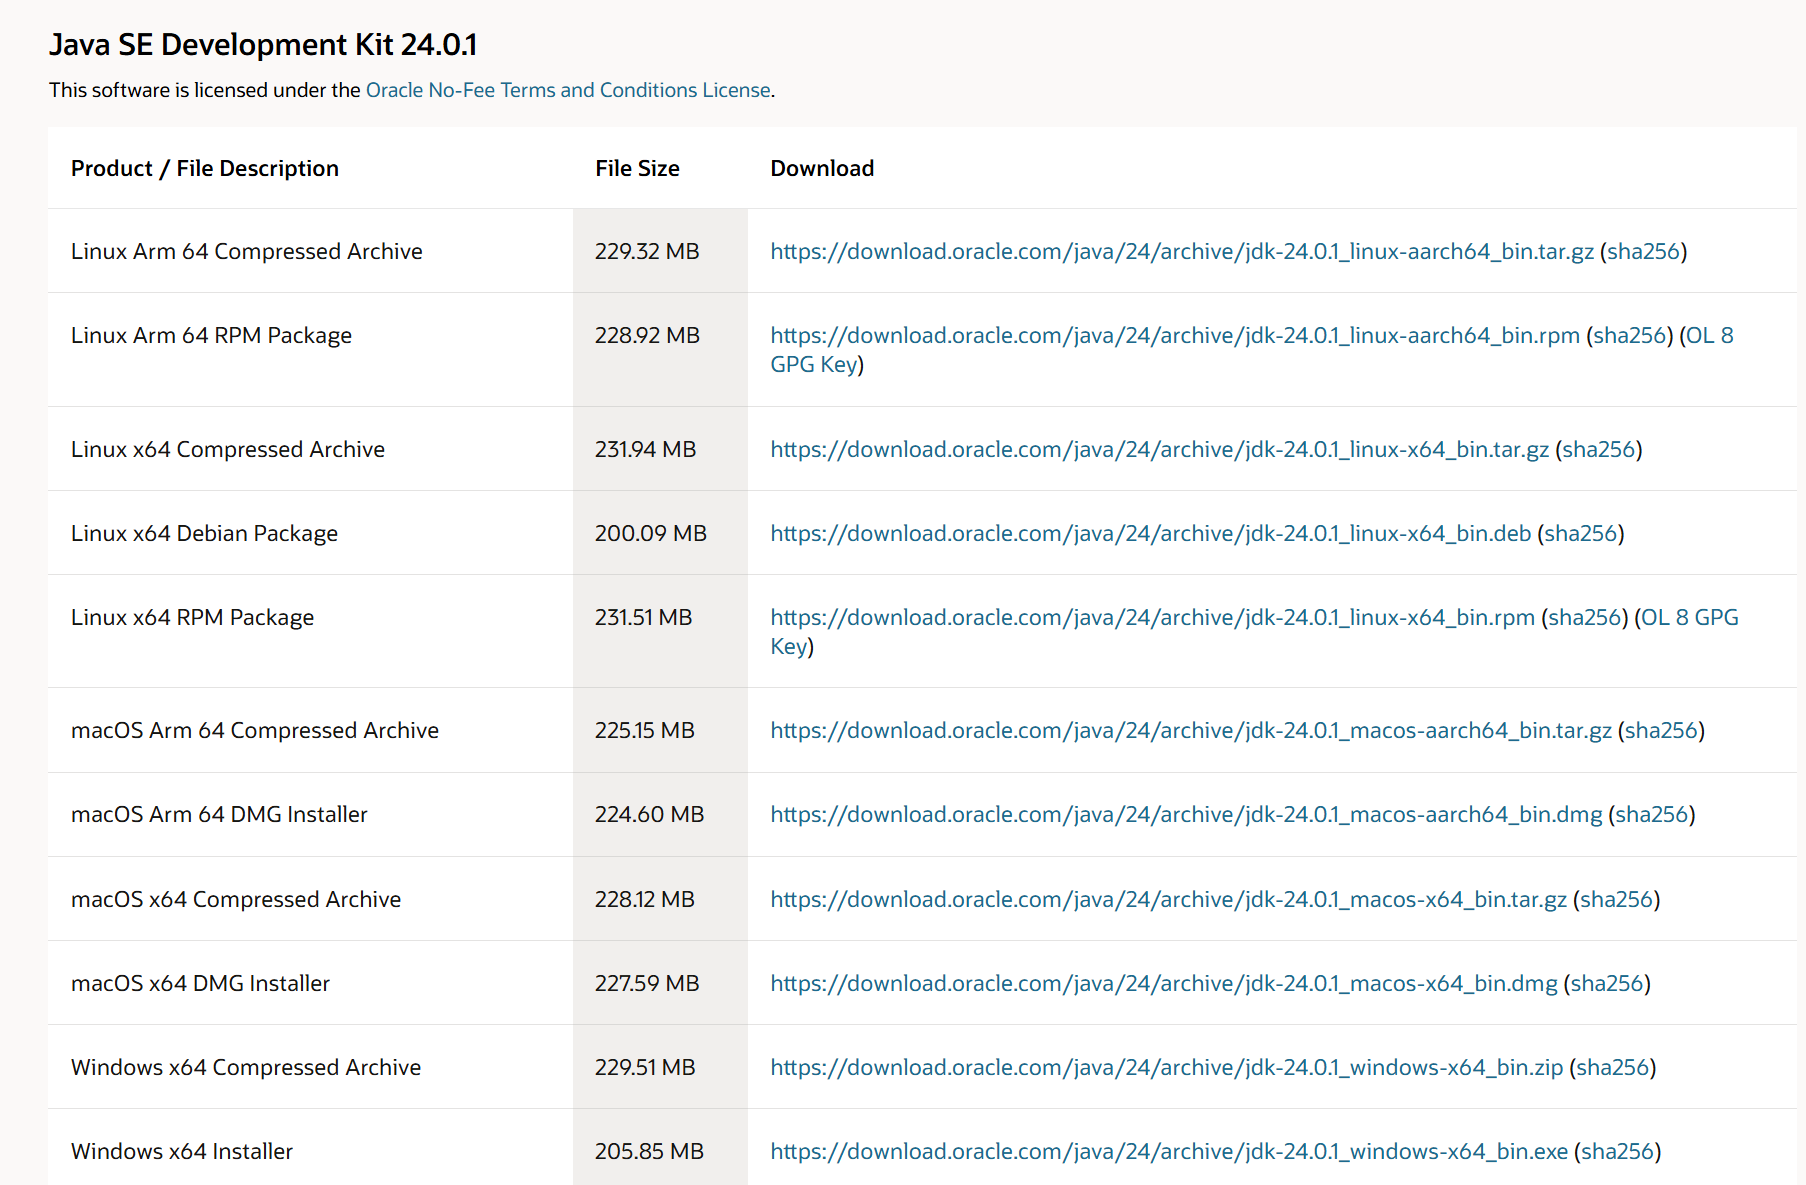 Java SE Development Kit 24.0.1
This software is licensed under the Oracle No-Fee Terms and Conditions License.
Product / File Description File Size Download
Linux Arm 64 Compressed Archive 229.32 MB https://download.oracle.com/java/24/archive/jdk-24.0.1_linux-aarch64_bin.tar.gz (sha256)
Linux Arm 64 RPM Package 228.92 MB https://download.oracle.com/java/24/archive/jdk-24.0.1_linux-aarch64_bin.rpm (sha256) (OL 8
GPG Key)
Linux x64 Compressed Archive 231.94 MB https://download.oracle.com/java/24/archive/jdk-24.0.1_linux-x64_bin.tar.gz (sha256)
Linux x64 Debian Package 200.09 MB https://download.oracle.com/java/24/archive/jdk-24.0.1_linux-x64_bin.deb (sha256)
Linux x64 RPM Package 231.51 MB https://download.oracle.com/java/24/archive/jdk-24.0.1_linux-x64_bin.rpm (sha256) (OL 8 GPG
Key)
macOS Arm 64 Compressed Archive 225.15 MB https://download.oracle.com/java/24/archive/jdk-24.0.1_macos-aarch64_bin.tar.gz (sha256)
macOS Arm 64 DMG Installer 224.60 MB https://download.oracle.com/java/24/archive/jdk-24.0.1_macos-aarch64_bin.dmg (sha256)
macOS x64 Compressed Archive 228.12 MB https://download.oracle.com/java/24/archive/jdk-24.0.1_macos-x64_bin.tar.gz (sha256)
macOS x64 DMG Installer 227.59 MB https://download.oracle.com/java/24/archive/jdk-24.0.1_macos-x64_bin.dmg (sha256)
Windows x64 Compressed Archive 229.51 MB https://download.oracle.com/java/24/archive/jdk-24.0.1_windows-x64_bin.zip (sha256)
Windows x64 Installer 205.85 MB https://download.oracle.com/java/24/archive/jdk-24.0.1_windows-x64_bin.exe (sha256)